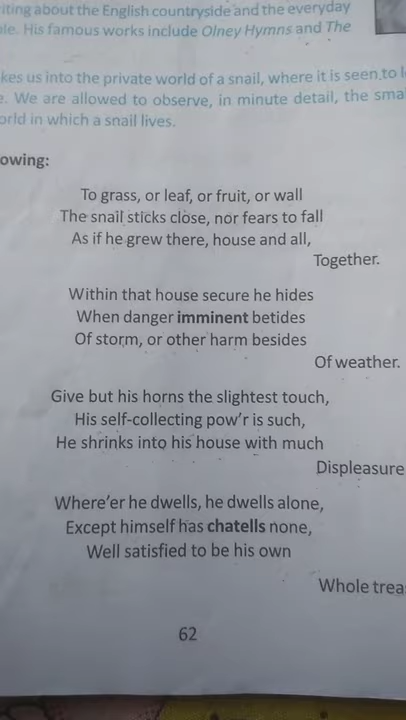 iting about the English countryside and the everyday
His famous works include Olney Hymns and The
kes us into the private world of a snail, where it is seen to
We are allowed to observe, in minute detail, the sma
orld in which a snail lives.
owing:
To grass, or leaf, or fruit, or wall
The snail sticks close, nor fears to fall
As if he grew there, house and all,
Together.
Within that house secure he hides
When danger imminent betides
Of storm, or other harm besides
Of weather.
Give but his horns the slightest touch,
His self-collecting pow'r is such,
He shrinks into his house with much
Displeasure
Where'er he dwells, he dwells alone,
Except himself has chatells none,
Well satisfied to be his own
Whole trea
62